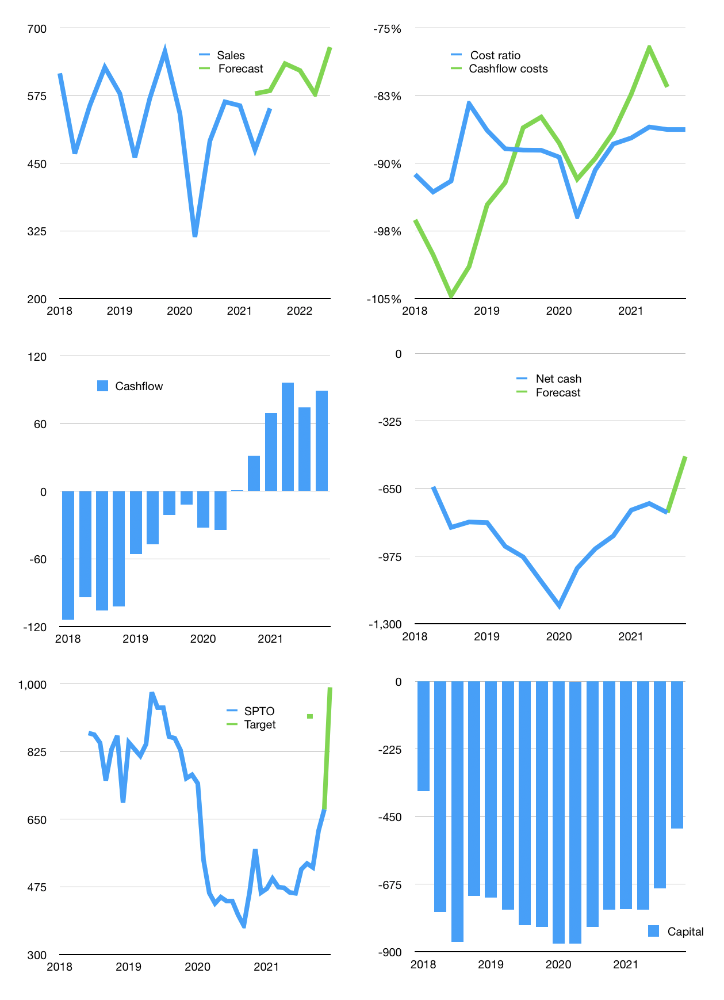 700
575
450
325
200
Sales
Forecast
2018 2019 2020 2021 2022
-75%
-83%
-90%
-98%
-105%
Cost ratio
Cashflow costs
2018 2019 2020 2021
120
60
0
-60
-120
Cashflow
2018 2019 2020 2021
0
-325
-650
-975
-1,300
Net cash
Forecast
2018 2019 2020 2021
1,000
825
650
475
300
SPTO
Target
2018 2019 2020 2021
0
-225
-450
-675
-900
Capital
2018 2019 2020 2021